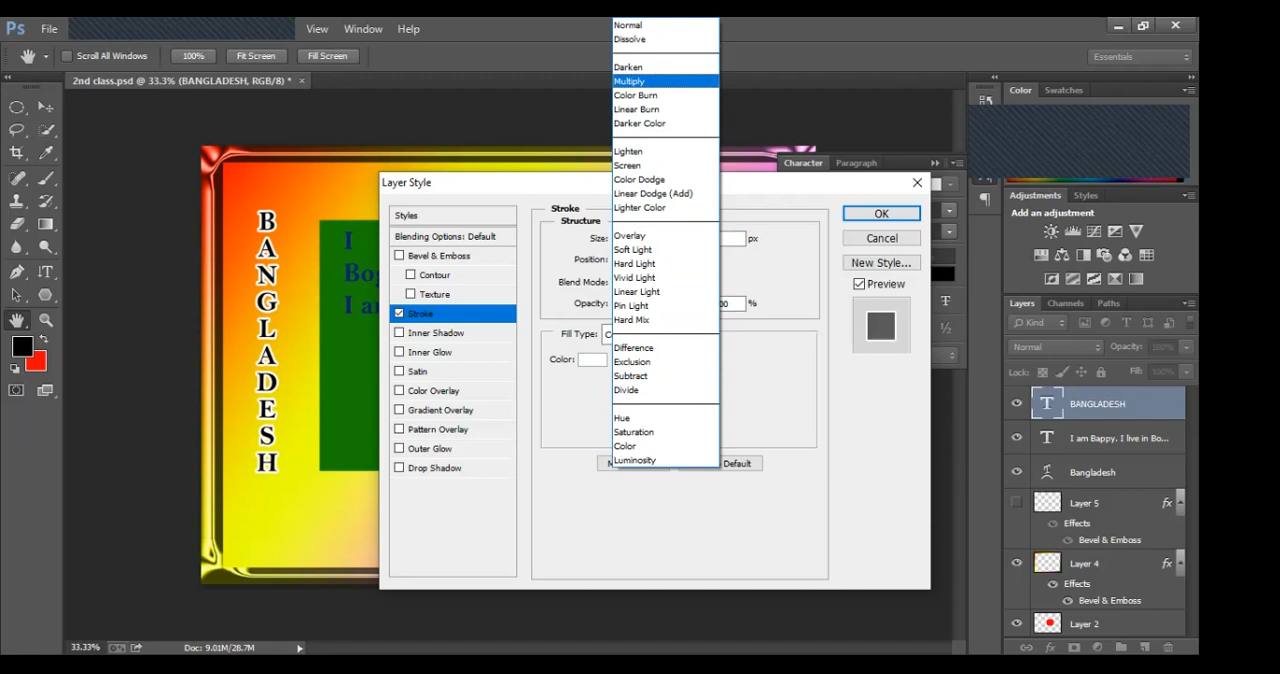 Ps File View Window Help
Scroll All Windows 100% Fit Screen Fill Screen Essentials
2nd class.psd @ 33.3% (BANGLADESH, RGB/8) * ×
Normal
Dissolve
Darken
Multiply
Color Burn
Linear Burn
Darker Color
Lighten
Screen
Color Dodge
Linear Dodge (Add)
Lighter Color
Overlay
Soft Light
Hard Light
Vivid Light
Linear Light
Pin Light
Hard Mix
Difference
Exclusion
Subtract
Divide
Hue
Saturation
Color
Luminosity
BANGLADESH
I
Bog
I am
Layer Style
Styles
Blending Options: Default
Bevel & Emboss
Contour
Texture
Stroke
Inner Shadow
Inner Glow
Satin
Color Overlay
Gradient Overlay
Pattern Overlay
Outer Glow
Drop Shadow
Stroke
Structure
Size: px
Position:
Blend Mode:
Opacity: %
Fill Type:
Color:
Default
OK
Cancel
New Style...
Preview
Character Paragraph
Color Swatches
Adjustments Styles
Add an adjustment
Layers Channels Paths
Kind
Normal Opacity: 100%
Lock: Fill: 100%
BANGLADESH
I am Bappy. I live in Bo...
Bangladesh
Layer 5 fx
Effects
Bevel & Emboss
Layer 4 fx
Effects
Bevel & Emboss
Layer 2
33.33% Doc: 9.01M/28.7M